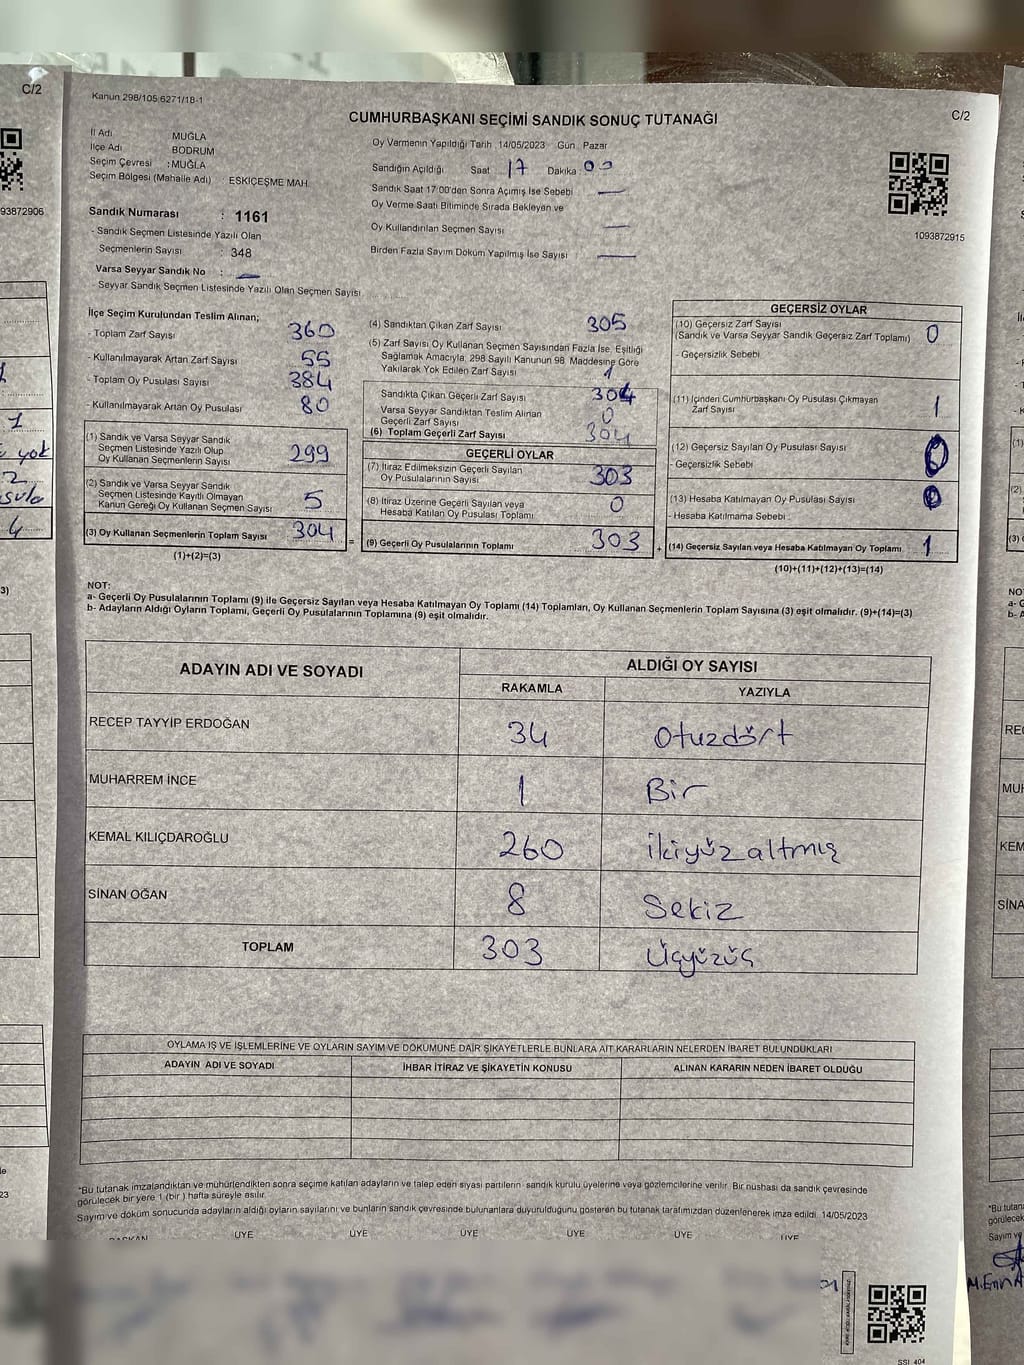 C/2
Kanun 298/105 6271/18-1
CUMHURBAŞKANI SEÇİMİ SANDIK SONUÇ TUTANAĞI
C/2
İl Adı MUĞLA
İlçe Adı BODRUM
Seçim Çevresi : MUĞLA
Seçim Bölgesi (Mahalle Adı) : ESKİÇEŞME MAH.
Oy Vermenin Yapıldığı Tarih 14/05/2023 Gün Pazar
Sandığın Açıldığı Saat 17 Dakika 00
Sandık Saat 17:00'den Sonra Açılmış İse Sebebi —
Oy Verme Saati Bitiminde Sırada Bekleyen ve
Oy Kullandırılan Seçmen Sayısı —
Birden Fazla Sayım Döküm Yapılmış İse Sayısı —
93872906
1093872915
Sandık Numarası : 1161
- Sandık Seçmen Listesinde Yazılı Olan
Seçmenlerin Sayısı : 348
Varsa Seyyar Sandık No : —
- Seyyar Sandık Seçmen Listesinde Yazılı Olan Seçmen Sayısı
İlçe Seçim Kurulundan Teslim Alınan;
- Toplam Zarf Sayısı 360
- Kullanılmayarak Artan Zarf Sayısı 55
- Toplam Oy Pusulası Sayısı 384
- Kullanılmayarak Artan Oy Pusulası 80
(1) Sandık ve Varsa Seyyar Sandık
Seçmen Listesinde Yazılı Olup
Oy Kullanan Seçmenlerin Sayısı 299
(2) Sandık ve Varsa Seyyar Sandık
Seçmen Listesinde Kayıtlı Olmayan
Kanun Gereği Oy Kullanan Seçmen Sayısı 5
(3) Oy Kullanan Seçmenlerin Toplam Sayısı 304
(1)+(2)=(3)
(4) Sandıktan Çıkan Zarf Sayısı 305
(5) Zarf Sayısı Oy Kullanan Seçmen Sayısından Fazla İse, Eşitliği
Sağlamak Amacıyla, 298 Sayılı Kanunun 98. Maddesine Göre
Yakılarak Yok Edilen Zarf Sayısı 1
Sandıkta Çıkan Geçerli Zarf Sayısı 304
Varsa Seyyar Sandıktan Teslim Alınan
Geçerli Zarf Sayısı 0
(6) Toplam Geçerli Zarf Sayısı 304
GEÇERLİ OYLAR
(7) İtiraz Edilmeksizin Geçerli Sayılan
Oy Pusulalarının Sayısı 303
(8) İtiraz Üzerine Geçerli Sayılan veya
Hesaba Katılan Oy Pusulası Toplamı 0
= (9) Geçerli Oy Pusulalarının Toplamı 303
GEÇERSİZ OYLAR
(10) Geçersiz Zarf Sayısı
(Sandık ve Varsa Seyyar Sandık Geçersiz Zarf Toplamı) 0
- Geçersizlik Sebebi
(11) İçinden Cumhurbaşkanı Oy Pusulası Çıkmayan
Zarf Sayısı 1
(12) Geçersiz Sayılan Oy Pusulası Sayısı 0
- Geçersizlik Sebebi
(13) Hesaba Katılmayan Oy Pusulası Sayısı 0
- Hesaba Katılmama Sebebi
+ (14) Geçersiz Sayılan veya Hesaba Katılmayan Oy Toplamı 1
(10)+(11)+(12)+(13)=(14)
NOT:
a- Geçerli Oy Pusulalarının Toplamı (9) ile Geçersiz Sayılan veya Hesaba Katılmayan Oy Toplamı (14) Toplamları, Oy Kullanan Seçmenlerin Toplam Sayısına (3) eşit olmalıdır. (9)+(14)=(3)
b- Adayların Aldığı Oyların Toplamı, Geçerli Oy Pusulalarının Toplamına (9) eşit olmalıdır.
ADAYIN ADI VE SOYADI ALDIĞI OY SAYISI
RAKAMLA YAZIYLA
RECEP TAYYİP ERDOĞAN 34 Otuzdört
MUHARREM İNCE 1 Bir
KEMAL KILIÇDAROĞLU 260 İkiyüzaltmış
SİNAN OĞAN 8 Sekiz
TOPLAM 303 Üçyüzüç
OYLAMA İŞ VE İŞLEMLERİNE VE OYLARIN SAYIM VE DÖKÜMÜNE DAİR ŞİKAYETLERLE BUNLARA AİT KARARLARIN NELERDEN İBARET BULUNDUKLARI
ADAYIN ADI VE SOYADI İHBAR İTİRAZ VE ŞİKAYETİN KONUSU ALINAN KARARIN NEDEN İBARET OLDUĞU
*Bu tutanak imzalandıktan ve mühürlendikten sonra seçime katılan adayların ve talep eden siyasi partilerin sandık kurulu üyelerine veya gözlemcilerine verilir. Bir nüshası da sandık çevresinde
görülecek bir yere 1 (bir ) hafta süreyle asılır.
Sayım ve döküm sonucunda adayların aldığı oyların sayılarını ve bunların sandık çevresinde bulunanlara duyurulduğunu gösteren bu tutanak tarafımızdan düzenlenerek imza edildi. 14/05/2023
BAŞKAN ÜYE ÜYE ÜYE ÜYE ÜYE ÜYE
SSI 404